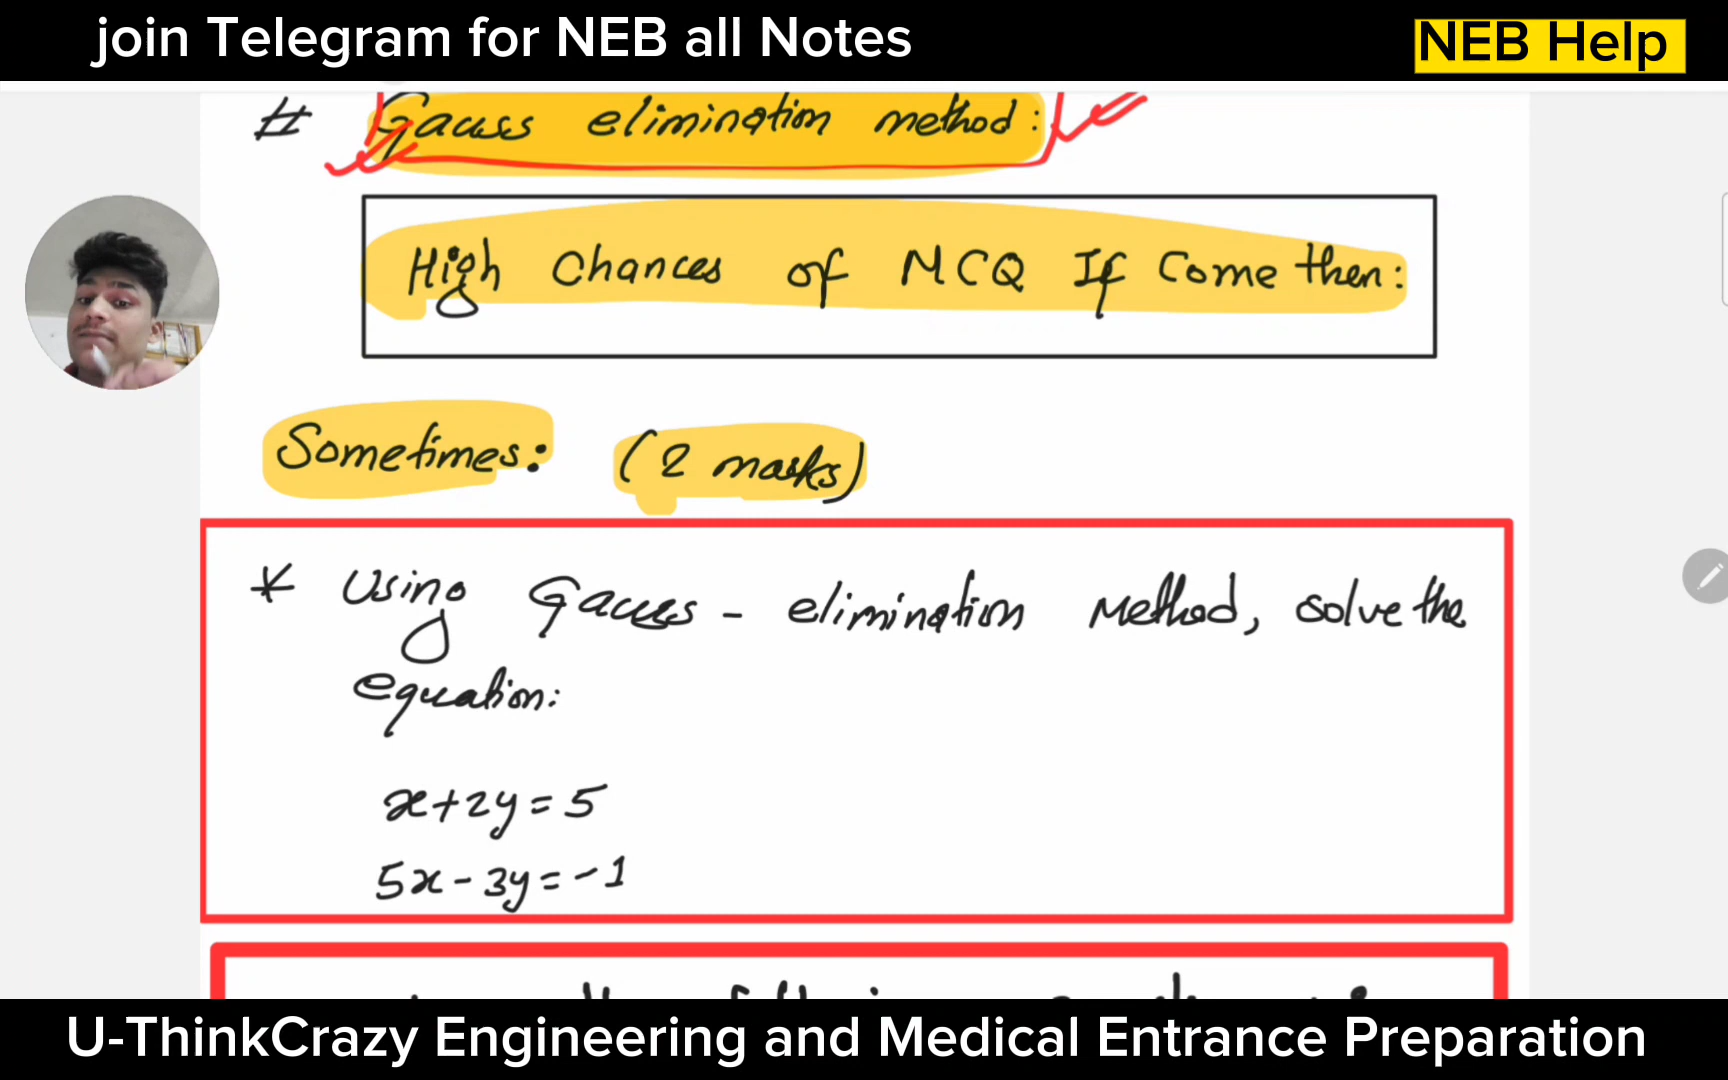 join Telegram for NEB all Notes
NEB Help
# Gauss elimination method:
High Chances of MCQ If Come then:
Sometimes: (2 marks)
* Using Gauss - elimination Method, solve the
equation:
x+2y=5
5x-3y=-1
U-ThinkCrazy Engineering and Medical Entrance Preparation